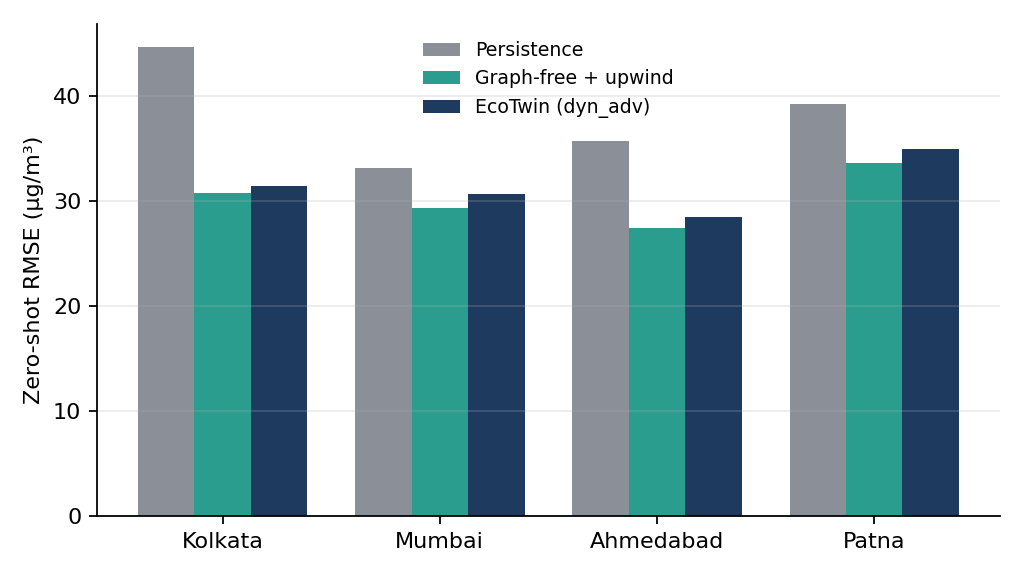 Zero-shot RMSE (μg/m³)
40
30
20
10
0
Persistence
Graph-free + upwind
EcoTwin (dyn_adv)
Kolkata Mumbai Ahmedabad Patna